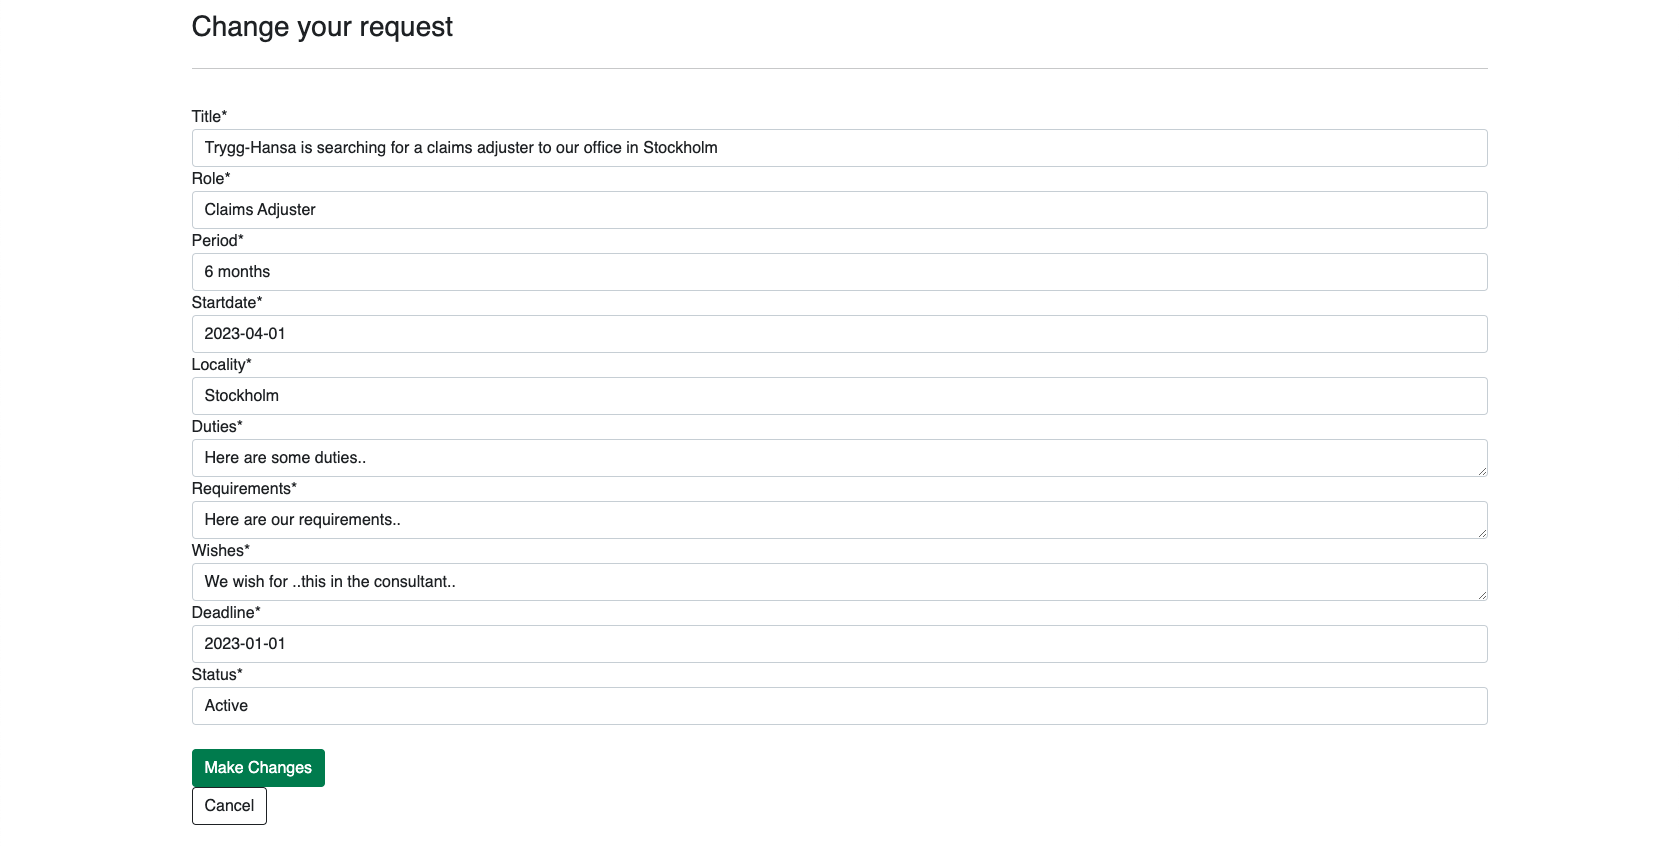 Change your request
Title*
Trygg-Hansa is searching for a claims adjuster to our office in Stockholm
Role*
Claims Adjuster
Period*
6 months
Startdate*
2023-04-01
Locality*
Stockholm
Duties*
Here are some duties..
Requirements*
Here are our requirements..
Wishes*
We wish for ..this in the consultant..
Deadline*
2023-01-01
Status*
Active
Make Changes
Cancel